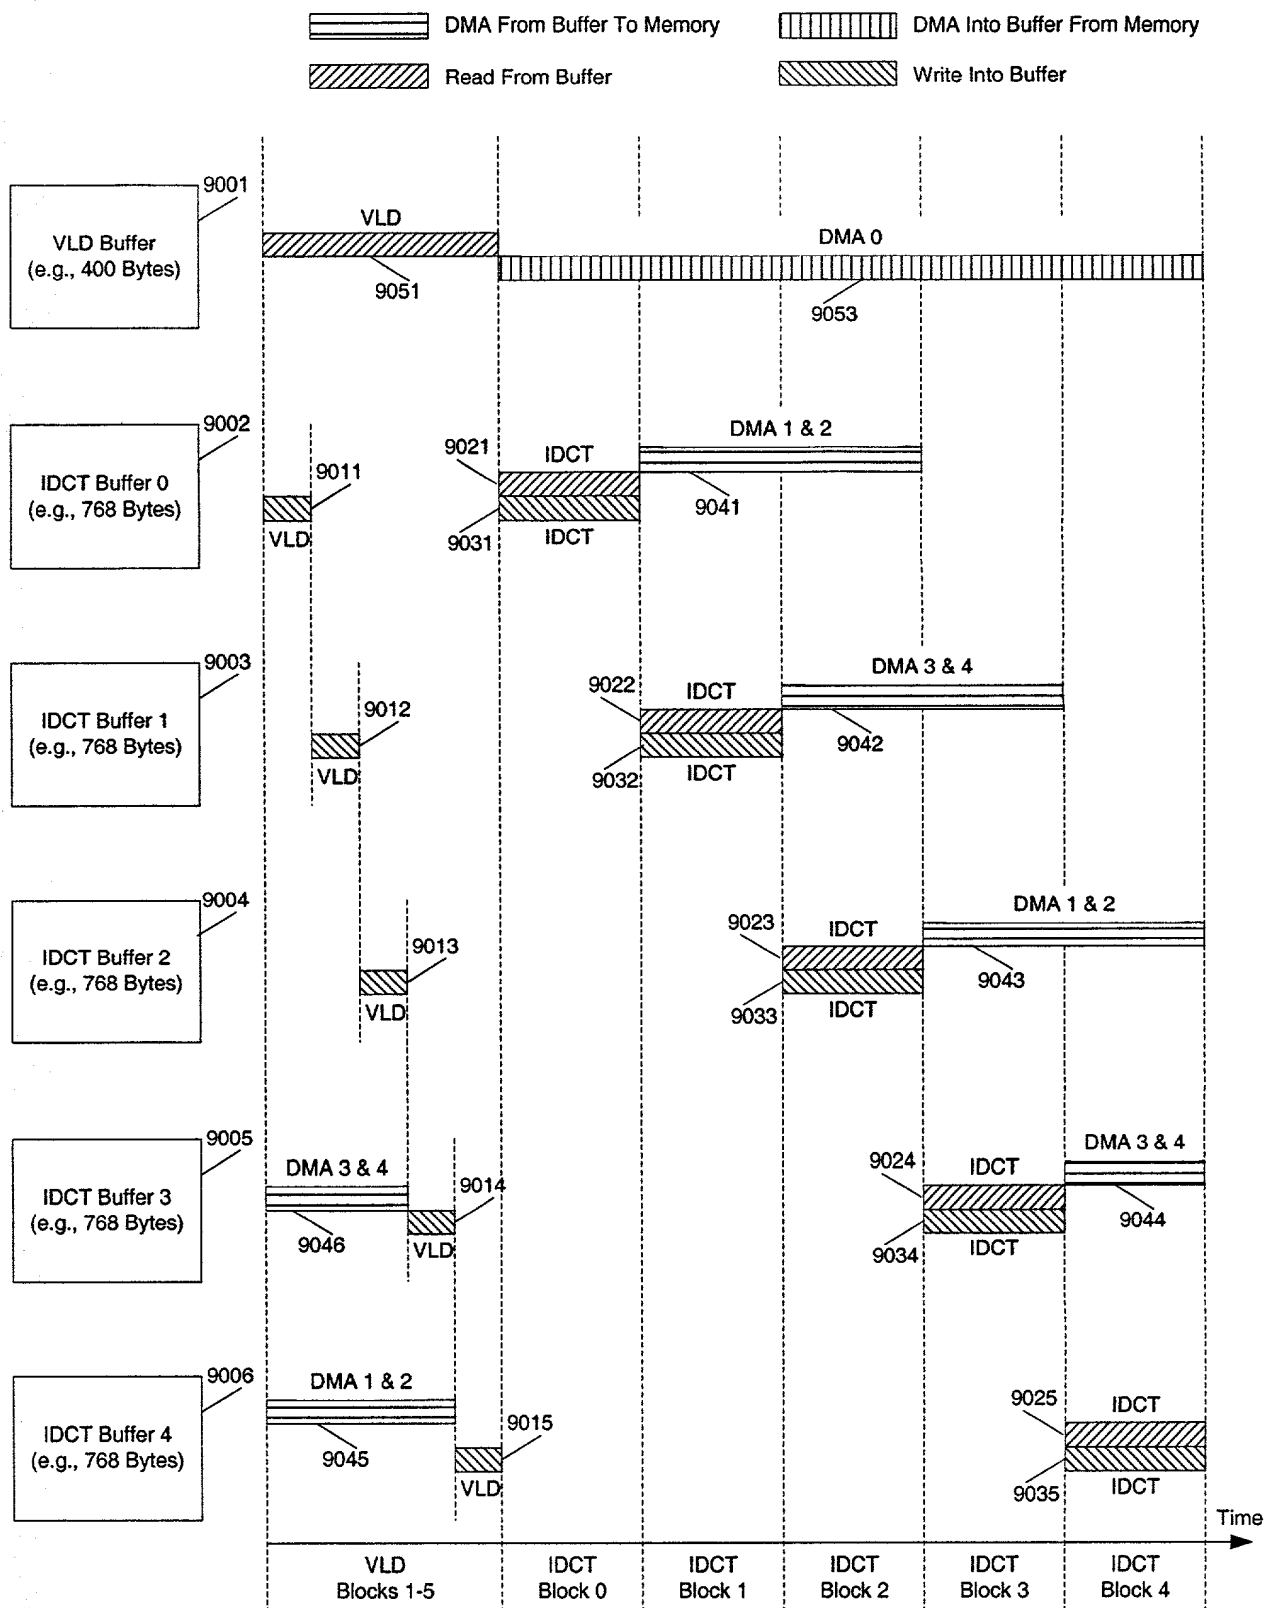 DMA From Buffer To Memory
DMA Into Buffer From Memory
Read From Buffer
Write Into Buffer
9001
VLD Buffer
(e.g., 400 Bytes)
VLD
9051
DMA 0
9053
9002
IDCT Buffer 0
(e.g., 768 Bytes)
9011
VLD
9021
IDCT
9031
IDCT
DMA 1 & 2
9041
9003
IDCT Buffer 1
(e.g., 768 Bytes)
9012
VLD
9022
IDCT
9032
IDCT
DMA 3 & 4
9042
9004
IDCT Buffer 2
(e.g., 768 Bytes)
9013
VLD
9023
IDCT
9033
IDCT
DMA 1 & 2
9043
9005
IDCT Buffer 3
(e.g., 768 Bytes)
DMA 3 & 4
9046
9014
VLD
9024
IDCT
9034
IDCT
DMA 3 & 4
9044
9006
IDCT Buffer 4
(e.g., 768 Bytes)
DMA 1 & 2
9045
9015
VLD
9025
IDCT
9035
IDCT
Time
VLD
Blocks 1-5
IDCT
Block 0
IDCT
Block 1
IDCT
Block 2
IDCT
Block 3
IDCT
Block 4